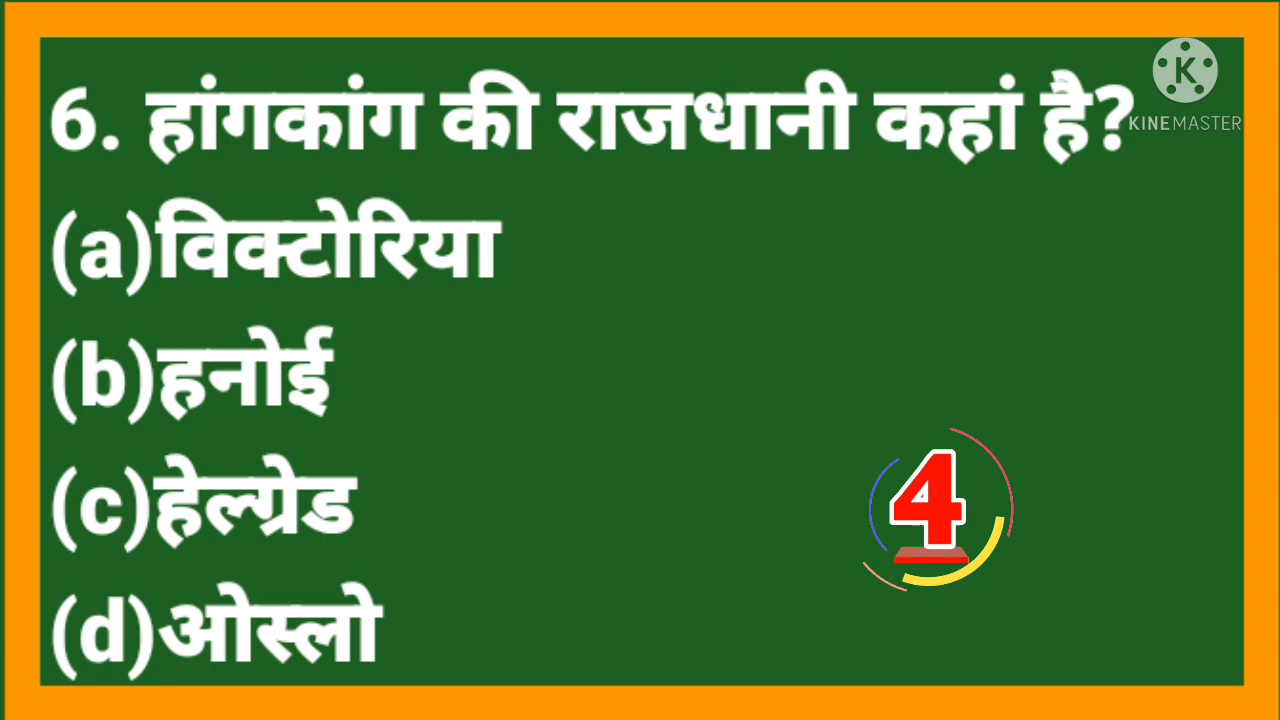 6. हांगकांग की राजधानी कहां है?
KINEMASTER
(a)विक्टोरिया
(b)हनोई
(c)हेल्ग्रेड
4
(d)ओस्लो